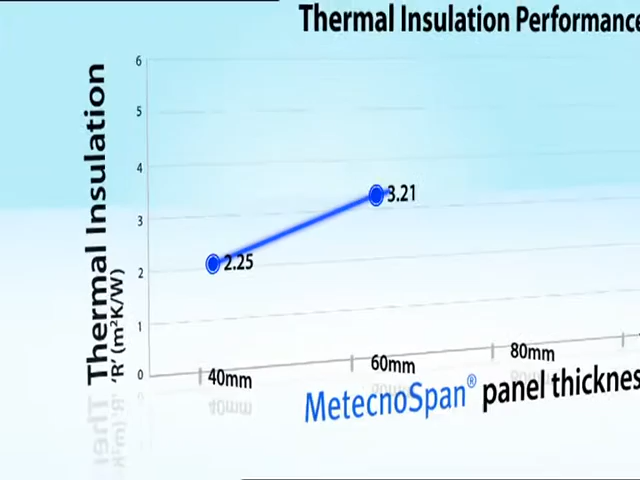 Thermal Insulation Performance
Thermal Insulation
'R' (m²K/W)
6
5
4
3
2
1
0
3.21
2.25
40mm
60mm
80mm
MetecnoSpan® panel thicknes